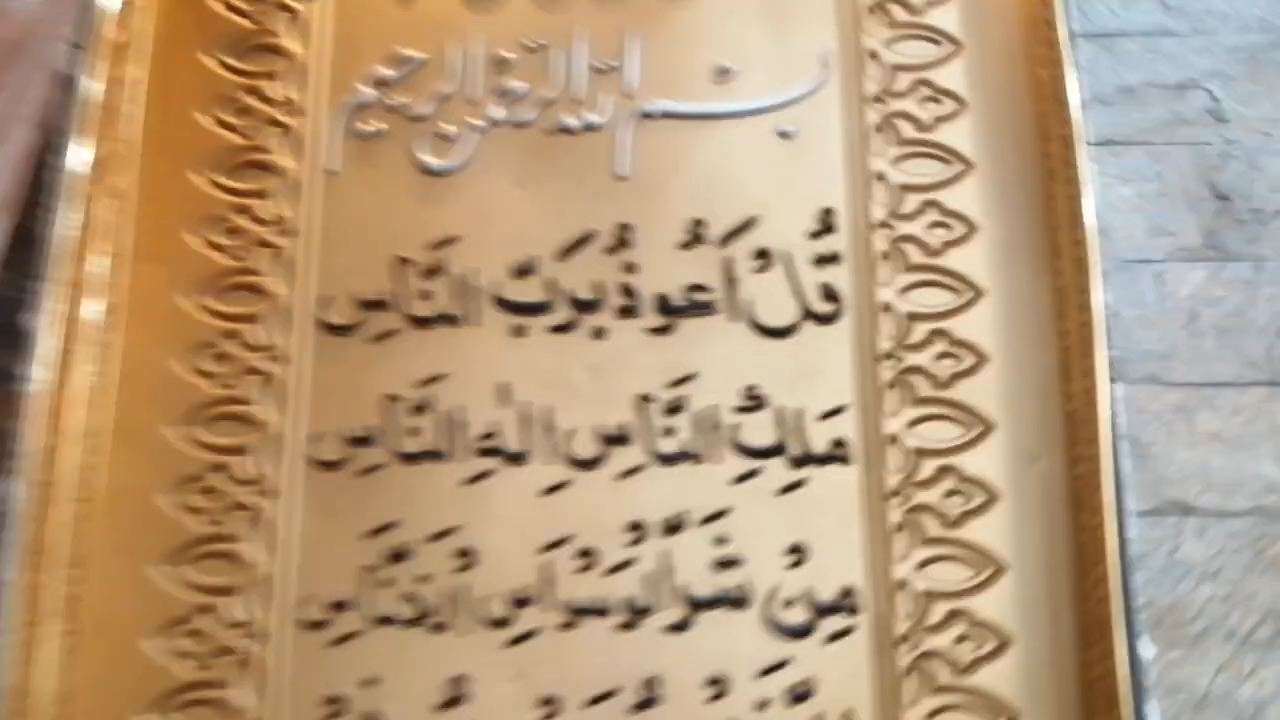 بسم الله الرحمن الرحيم
قُلْ اَعُوذُ بِرَبِّ النَّاسِ
مَلِكِ النَّاسِ اِلٰهِ النَّاسِ
مِنْ شَرِّ الْوَسْوَاسِ الْخَنَّاسِ